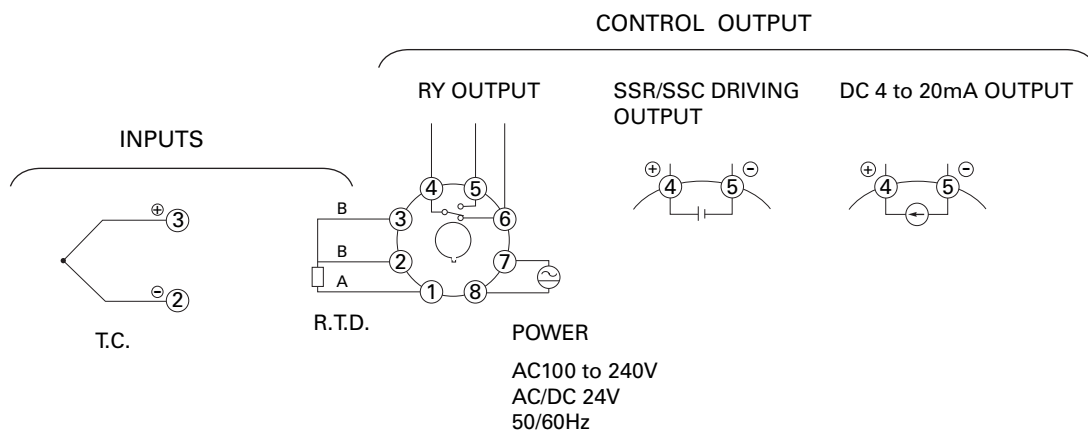 CONTROL OUTPUT
RY OUTPUT
SSR/SSC DRIVING
OUTPUT
DC 4 to 20mA OUTPUT
INPUTS
⊕ 3
⊖ 2
T.C.
B
B
A
R.T.D.
4 5
3 6
2 7
1 8
⊕ ⊖
4 5
⊕ ⊖
4 5
POWER
AC100 to 240V
AC/DC 24V
50/60Hz